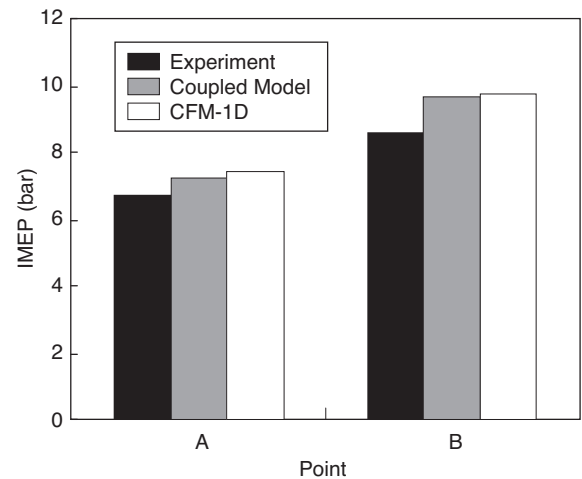 12
10
8
6
4
2
0
IMEP (bar)
Experiment
Coupled Model
CFM-1D
A
B
Point